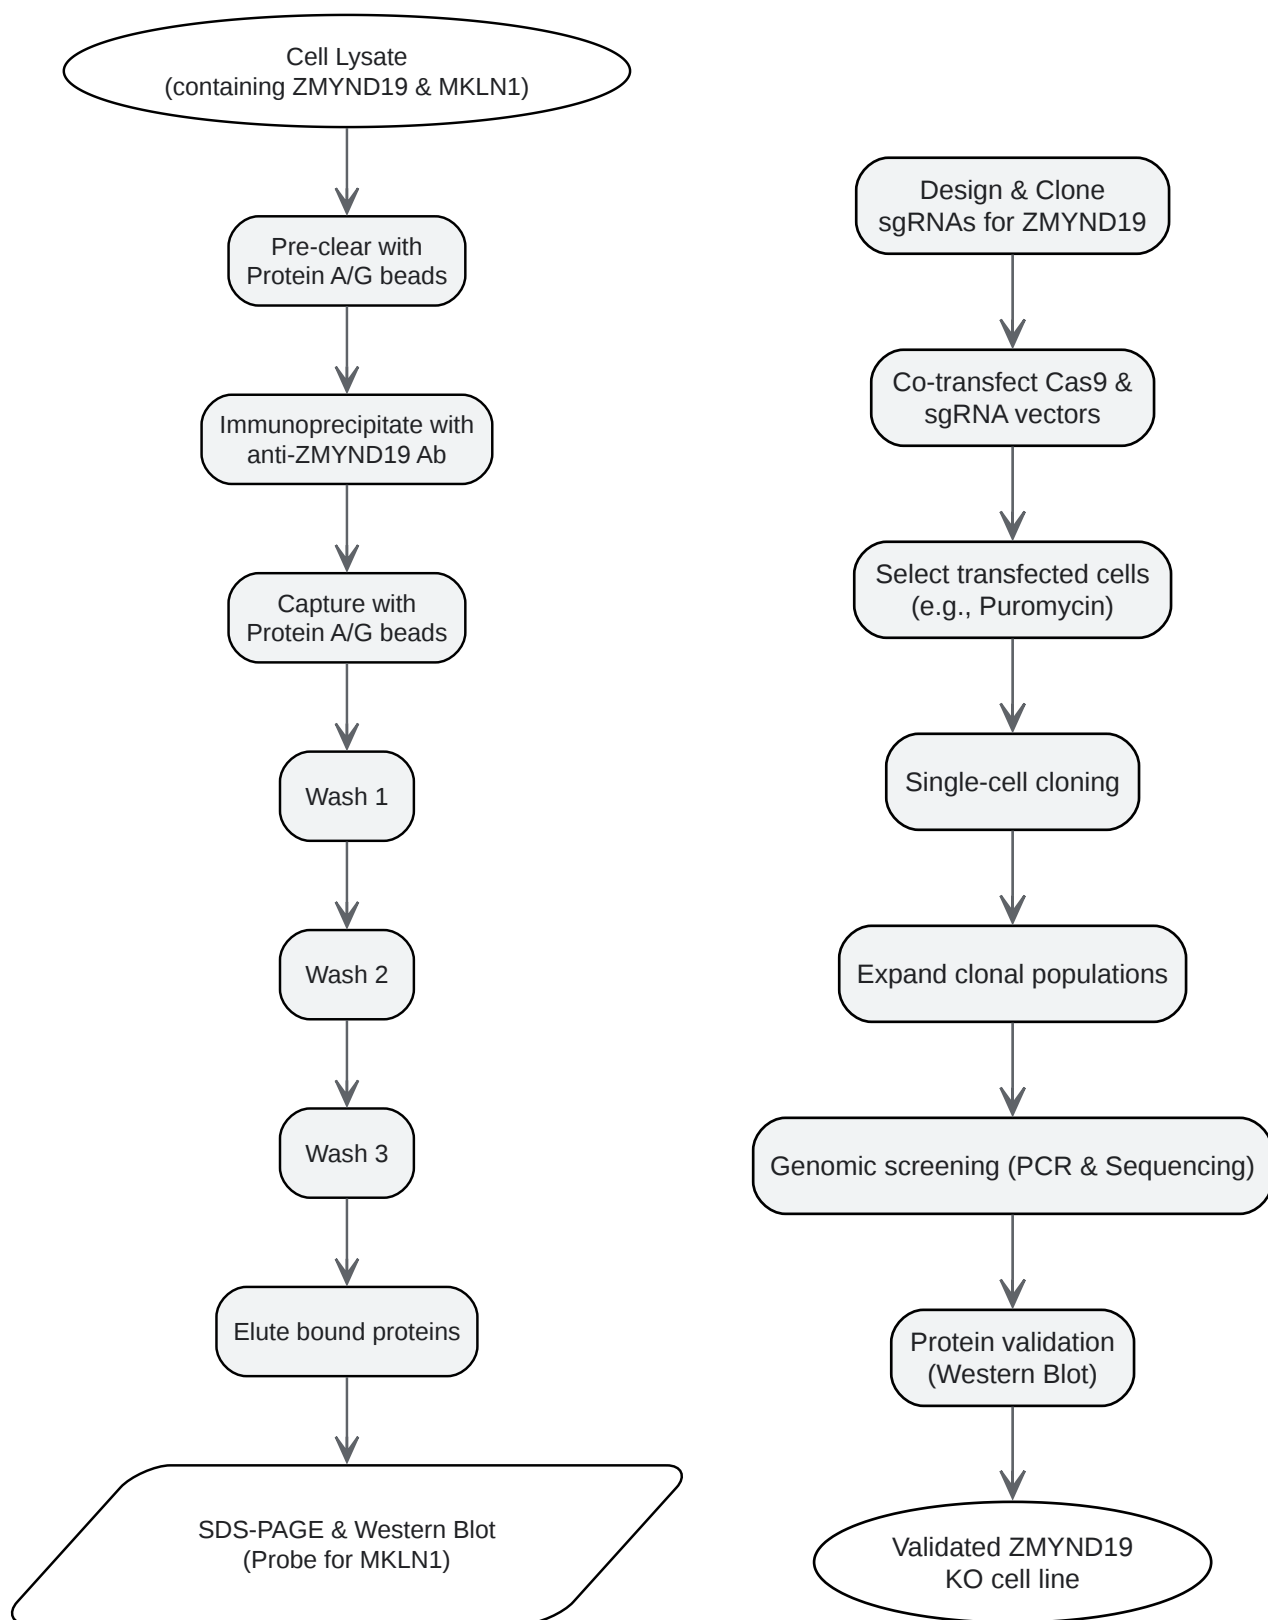 Cell Lysate
(containing ZMYND19 & MKLN1)
Pre-clear with
Protein A/G beads
Immunoprecipitate with
anti-ZMYND19 Ab
Capture with
Protein A/G beads
Wash 1
Wash 2
Wash 3
Elute bound proteins
SDS-PAGE & Western Blot
(Probe for MKLN1)
Design & Clone
sgRNAs for ZMYND19
Co-transfect Cas9 &
sgRNA vectors
Select transfected cells
(e.g., Puromycin)
Single-cell cloning
Expand clonal populations
Genomic screening (PCR & Sequencing)
Protein validation
(Western Blot)
Validated ZMYND19
KO cell line